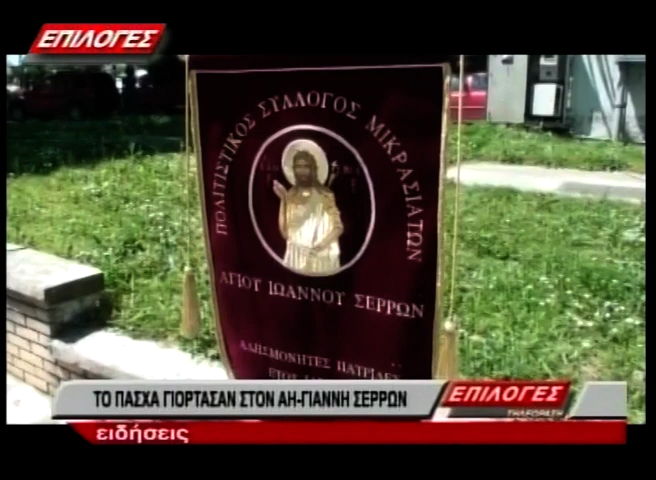 ΕΠΙΛΟΓΕΣ
ΠΟΛΙΤΙΣΤΙΚΟΣ ΣΥΛΛΟΓΟΣ ΜΙΚΡΑΣΙΑΤΩΝ
ΑΓΙΟΥ ΙΩΑΝΝΟΥ ΣΕΡΡΩΝ
ΑΛΗΣΜΟΝΗΤΕΣ ΠΑΤΡΙΔΕΣ
ΕΤΟΣ
ΤΟ ΠΑΣΧΑ ΓΙΟΡΤΑΣΑΝ ΣΤΟΝ ΑΗ-ΓΙΑΝΝΗ ΣΕΡΡΩΝ
ΕΠΙΛΟΓΕΣ
ΤΗΛΕΟΡΑΣΗ
ειδήσεις